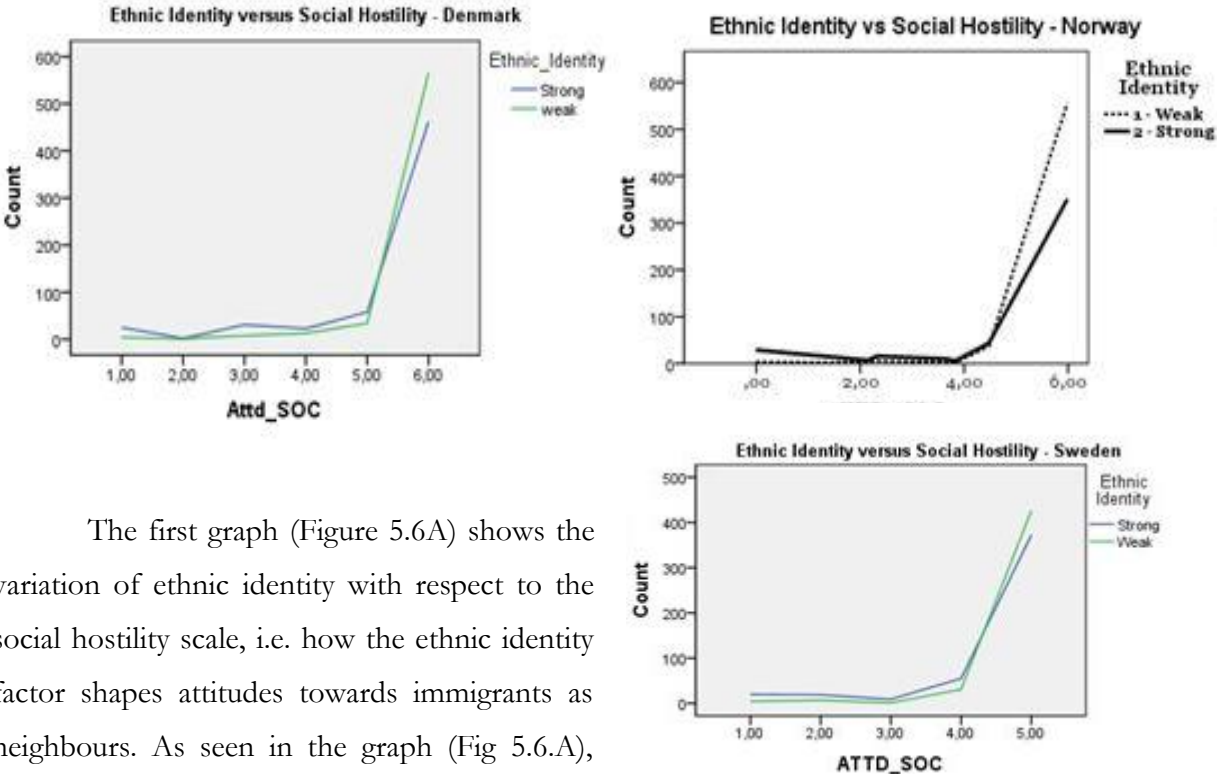 Ethnic Identity versus Social Hostility - Denmark
Ethnic_Identity
Strong
weak
600
500
400
300
200
100
0
Count
1,00 2,00 3,00 4,00 5,00 6,00
Attd_SOC
Ethnic Identity vs Social Hostility - Norway
Ethnic
Identity
1 - Weak
2 - Strong
600
500
400
300
200
100
0
Count
,00 2,00 4,00 6,00
Ethnic Identity versus Social Hostility - Sweden
Ethnic
Identity
Strong
Weak
500
400
300
200
100
0
Count
1,00 2,00 3,00 4,00 5,00
ATTD_SOC
The first graph (Figure 5.6A) shows the
variation of ethnic identity with respect to the
social hostility scale, i.e. how the ethnic identity
factor shapes attitudes towards immigrants as
neighbours. As seen in the graph (Fig 5.6.A),